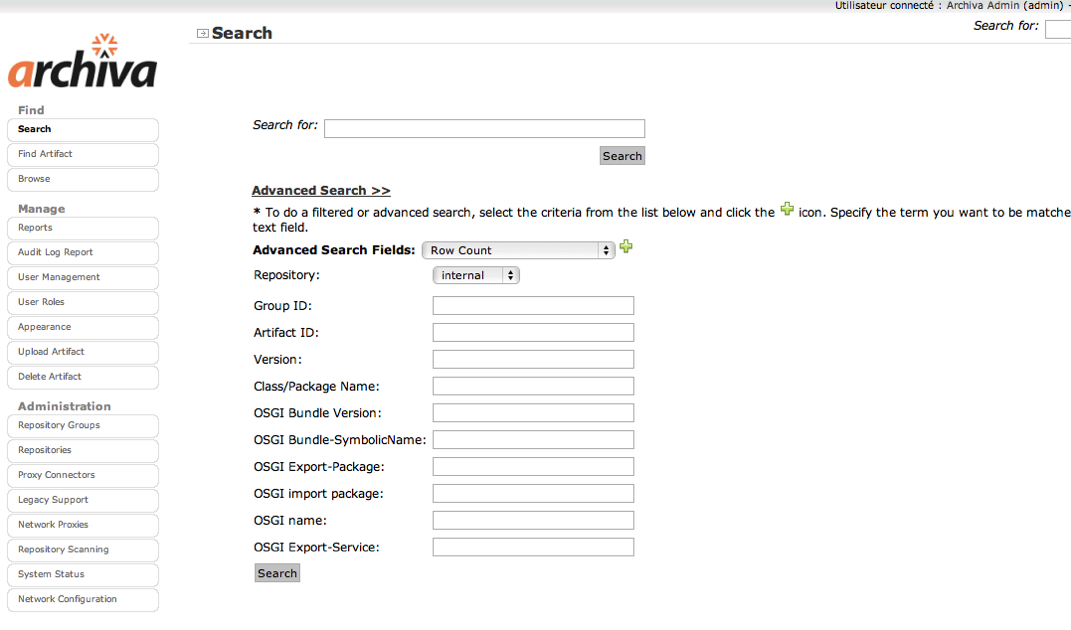 Utilisateur connecté : Archiva Admin (admin) -
Search
Search for:
archiva
Find
Search
Find Artifact
Browse
Manage
Reports
Audit Log Report
User Management
User Roles
Appearance
Upload Artifact
Delete Artifact
Administration
Repository Groups
Repositories
Proxy Connectors
Legacy Support
Network Proxies
Repository Scanning
System Status
Network Configuration
Search for:
Search
Advanced Search >>
* To do a filtered or advanced search, select the criteria from the list below and click the icon. Specify the term you want to be matche
text field.
Advanced Search Fields: Row Count
Repository: internal
Group ID:
Artifact ID:
Version:
Class/Package Name:
OSGI Bundle Version:
OSGI Bundle-SymbolicName:
OSGI Export-Package:
OSGI import package:
OSGI name:
OSGI Export-Service:
Search